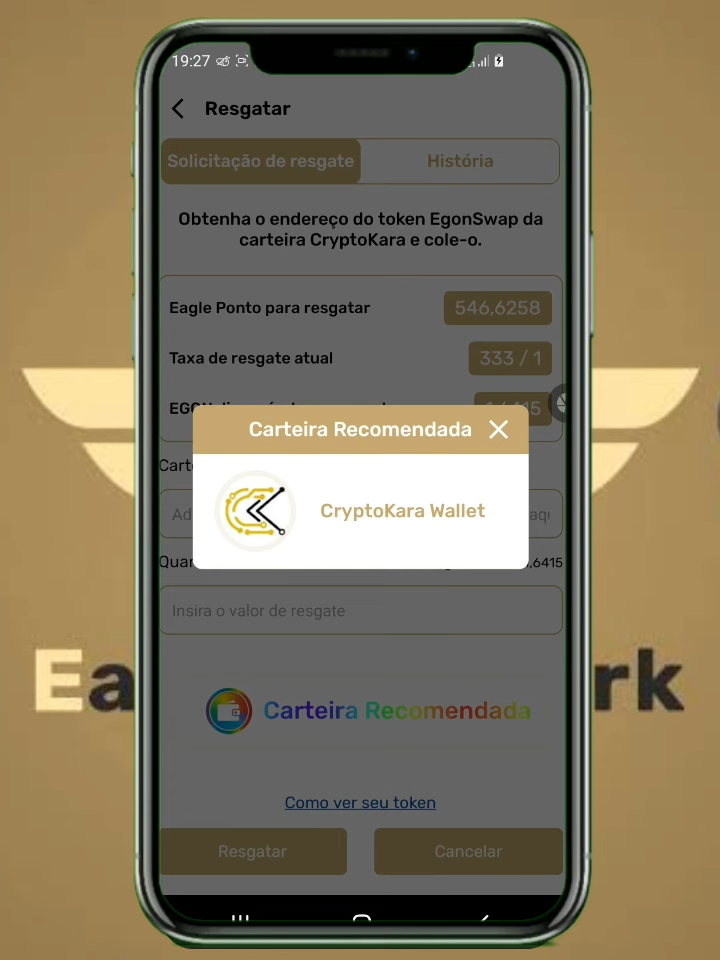 19:27
Resgatar
Solicitação de resgate
História
Obtenha o endereço do token EgonSwap da
carteira CryptoKara e cole-o.
Eagle Ponto para resgatar
546,6258
Taxa de resgate atual
333 / 1
Carteira Recomendada
CryptoKara Wallet
Insira o valor de resgate
Carteira Recomendada
Como ver seu token
Resgatar
Cancelar